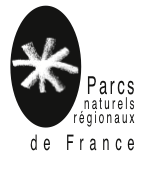 Parcs
naturels
régionaux
de France